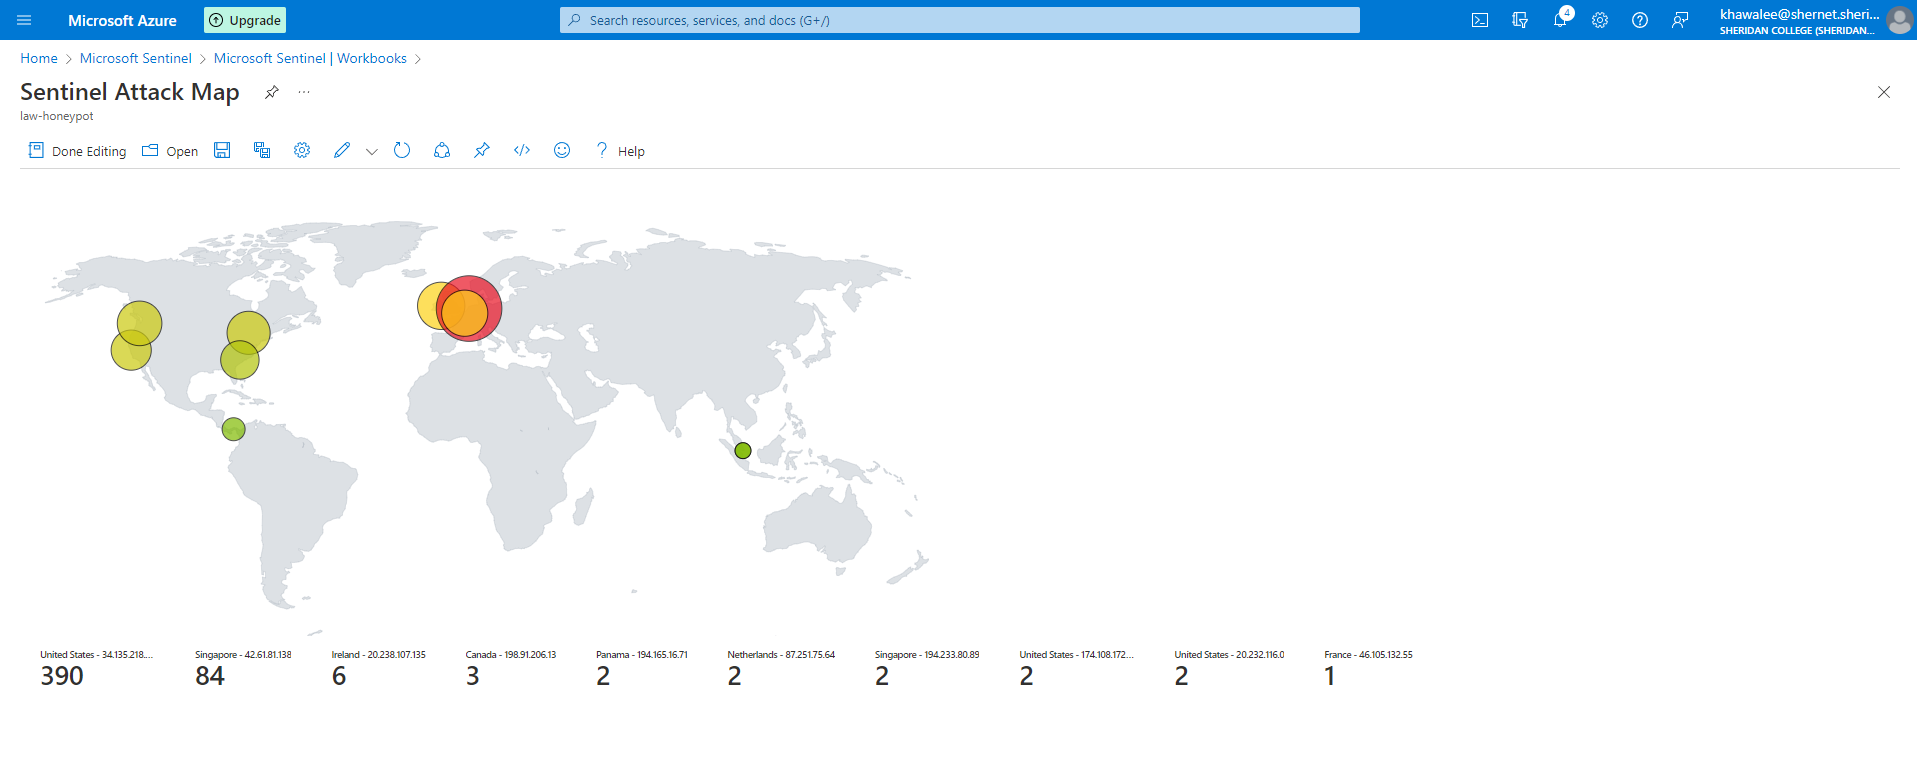 Microsoft Azure
Upgrade
Search resources, services, and docs (G+/)
4
khawalee@shernet.sheri...
SHERIDAN COLLEGE (SHERIDAN...
Home > Microsoft Sentinel > Microsoft Sentinel | Workbooks >
Sentinel Attack Map
...
law-honeypot
Done Editing
Open
Help
United States - 34.135.218....
390
Singapore - 42.61.81.138
84
Ireland - 20.238.107.135
6
Canada - 198.91.206.13
3
Panama - 194.165.16.71
2
Netherlands - 87.251.75.64
2
Singapore - 194.233.80.89
2
United States - 174.108.172...
2
United States - 20.232.116.0
2
France - 46.105.132.55
1